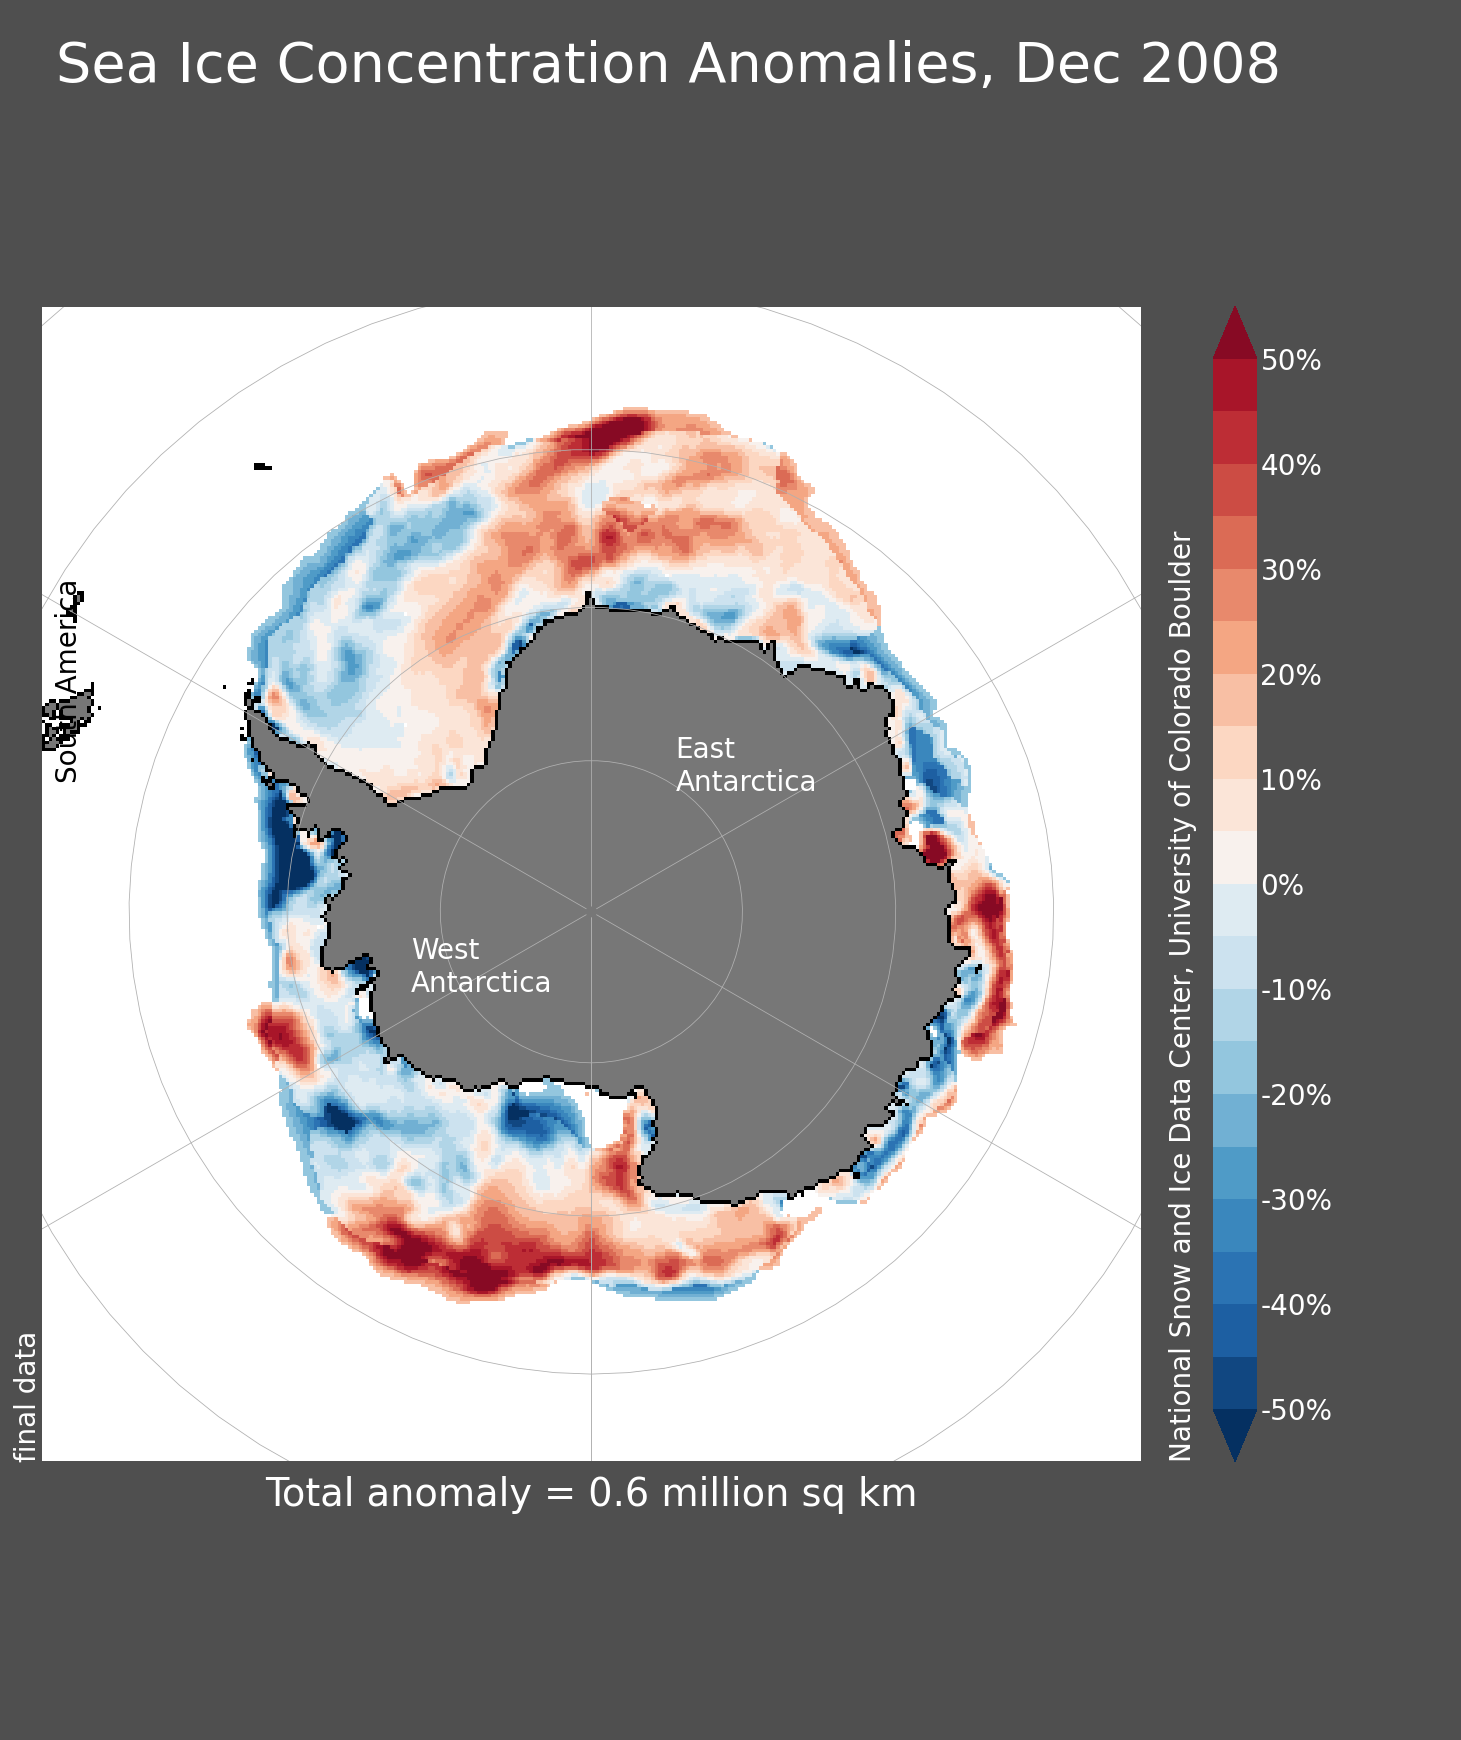 Sea Ice Concentration Anomalies, Dec 2008
South America
East
Antarctica
West
Antarctica
final data
National Snow and Ice Data Center, University of Colorado Boulder
50%
40%
30%
20%
10%
0%
-10%
-20%
-30%
-40%
-50%
Total anomaly = 0.6 million sq km